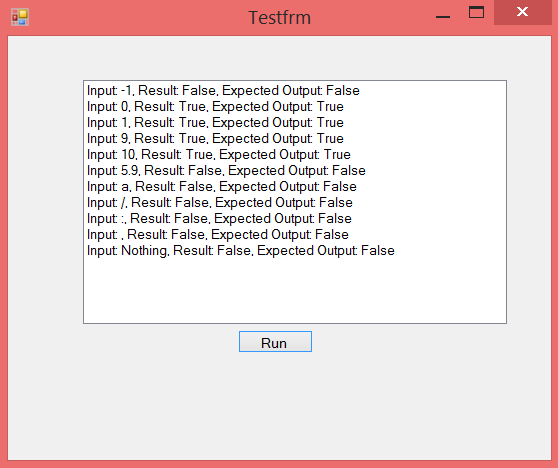 Testfrm
Input: -1, Result: False, Expected Output: False
Input: 0, Result: True, Expected Output: True
Input: 1, Result: True, Expected Output: True
Input: 9, Result: True, Expected Output: True
Input: 10, Result: True, Expected Output: True
Input: 5.9, Result: False, Expected Output: False
Input: a, Result: False, Expected Output: False
Input: /, Result: False, Expected Output: False
Input: :, Result: False, Expected Output: False
Input: , Result: False, Expected Output: False
Input: Nothing, Result: False, Expected Output: False
Run